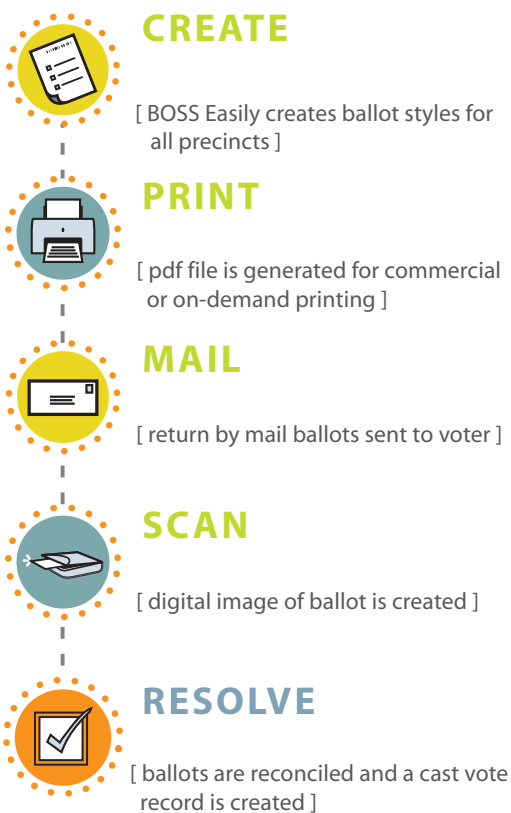 CREATE
[ BOSS Easily creates ballot styles for
all precincts ]
PRINT
[ pdf file is generated for commercial
or on-demand printing ]
MAIL
[ return by mail ballots sent to voter ]
SCAN
[ digital image of ballot is created ]
RESOLVE
[ ballots are reconciled and a cast vote
record is created ]